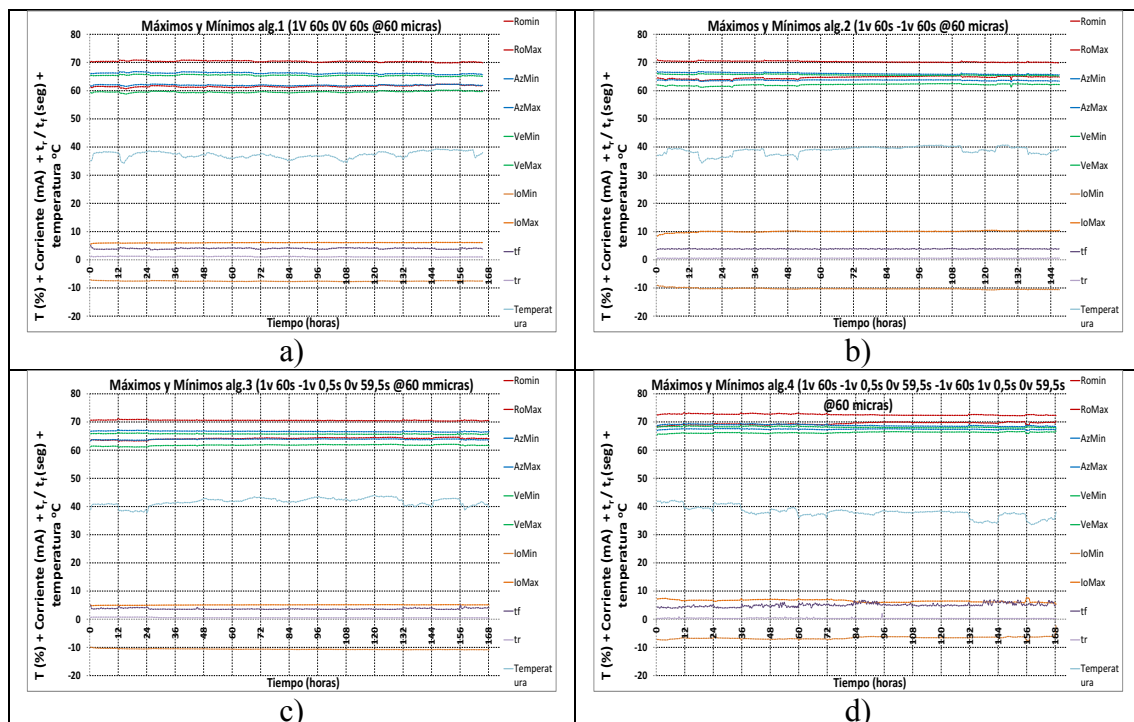 Máximos y Mínimos alg.1 (1V 60s 0V 60s @60 micras)
T (%) + Corriente (mA) + tr / tf (seg) +
temperatura °C
80
70
60
50
40
30
20
10
0
-10
-20
0 12 24 36 48 60 72 84 96 108 120 132 144 156 168
Tiempo (horas)
Romin
RoMax
AzMin
AzMax
VeMin
VeMax
IoMin
IoMax
tf
tr
Temperat
ura
a)
Máximos y Mínimos alg.2 (1v 60s -1v 60s @60 micras)
T (%) + Corriente (mA) + tr / tf (seg) +
temperatura °C
80
70
60
50
40
30
20
10
0
-10
-20
0 12 24 36 48 60 72 84 96 108 120 132 144
Tiempo (horas)
Romin
RoMax
AzMin
AzMax
VeMin
VeMax
IoMin
IoMax
tf
tr
Temperat
ura
b)
Máximos y Mínimos alg.3 (1v 60s -1v 0,5s 0v 59,5s @60 mmicras)
T (%) + Corriente (mA) + tr / tf (seg) +
temperatura °C
80
70
60
50
40
30
20
10
0
-10
-20
0 12 24 36 48 60 72 84 96 108 120 132 144 156 168
Tiempo (horas)
Romin
RoMax
AzMin
AzMax
VeMin
VeMax
IoMin
IoMax
tf
tr
Temperat
ura
c)
Máximos y Mínimos alg.4 (1v 60s -1v 0,5s 0v 59,5s -1v 60s 1v 0,5s 0v 59,5s
@60 micras)
T (%) + Corriente (mA) + tr / tf (seg) +
temperatura °C
80
70
60
50
40
30
20
10
0
-10
-20
0 12 24 36 48 60 72 84 96 108 120 132 144 156 168
Tiempo (horas)
Romin
RoMax
AzMin
AzMax
VeMin
VeMax
IoMin
IoMax
tf
tr
Temperat
ura
d)